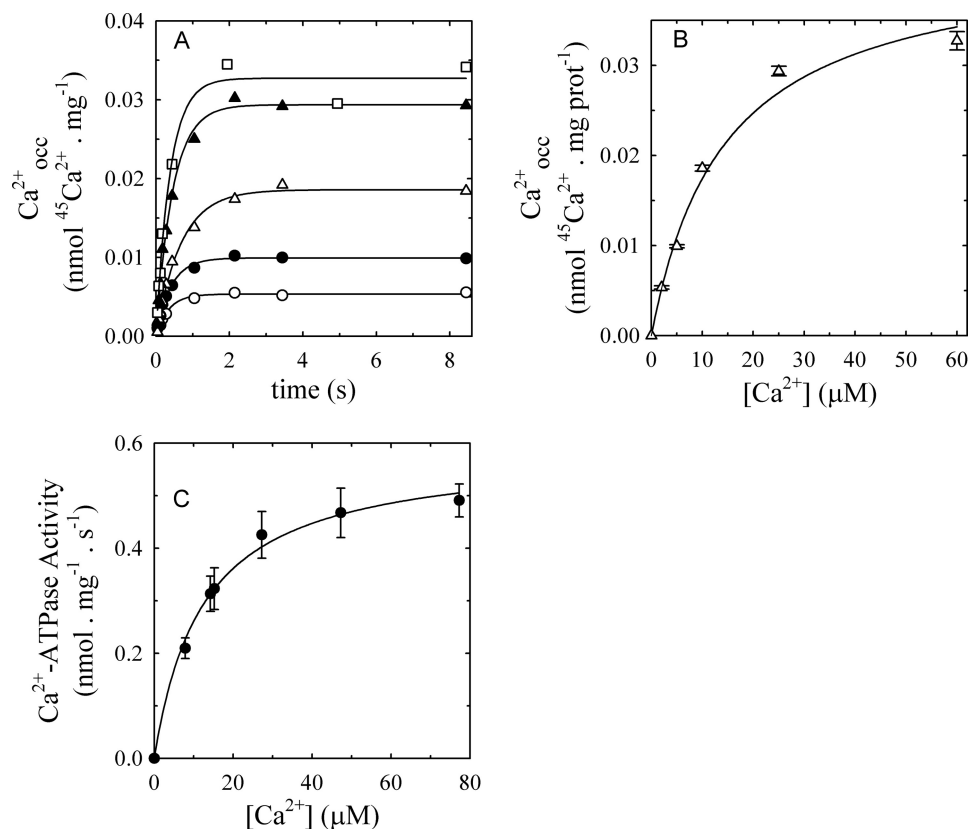 A
Ca²⁺ occ
(nmol ⁴⁵Ca²⁺ . mg⁻¹)
0.04
0.03
0.02
0.01
0.00
0 2 4 6 8
time (s)
B
Ca²⁺ occ
(nmol ⁴⁵Ca²⁺ . mg prot⁻¹)
0.03
0.02
0.01
0.00
0 10 20 30 40 50 60
[Ca²⁺] (μM)
C
Ca²⁺-ATPase Activity
(nmol . mg⁻¹ . s⁻¹)
0.6
0.4
0.2
0.0
0 20 40 60 80
[Ca²⁺] (μM)